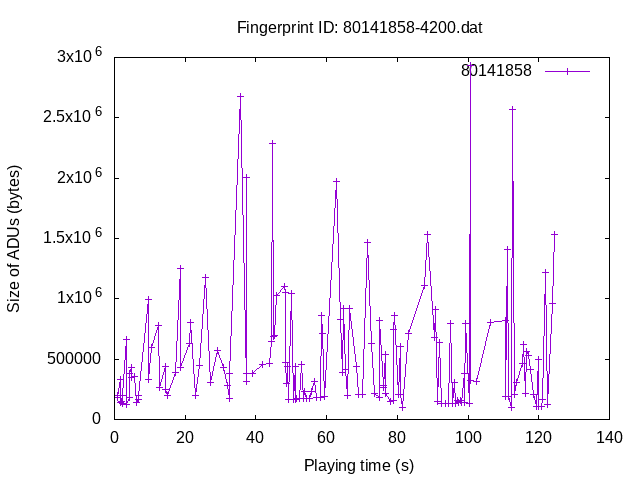 Fingerprint ID: 80141858-4200.dat
80141858
3x10^6
2.5x10^6
2x10^6
1.5x10^6
1x10^6
500000
0
Size of ADUs (bytes)
0 20 40 60 80 100 120 140
Playing time (s)